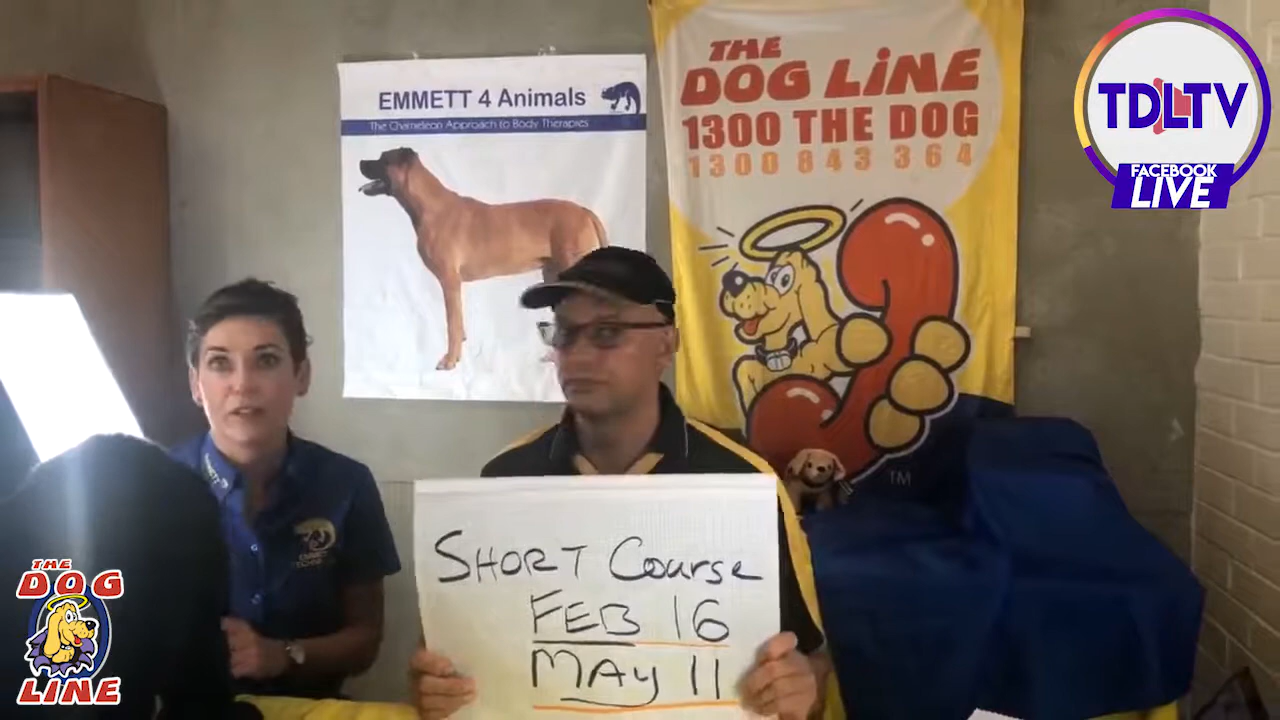 EMMETT 4 Animals
The Chameleon Approach to Body Therapies
THE
DOG LiNE
1300 THE DOG
1300 843 364
TM
TDLTV
FACEBOOK
LIVE
SHORT Course
FEB 16
MAy 11
THE
DOG
LINE